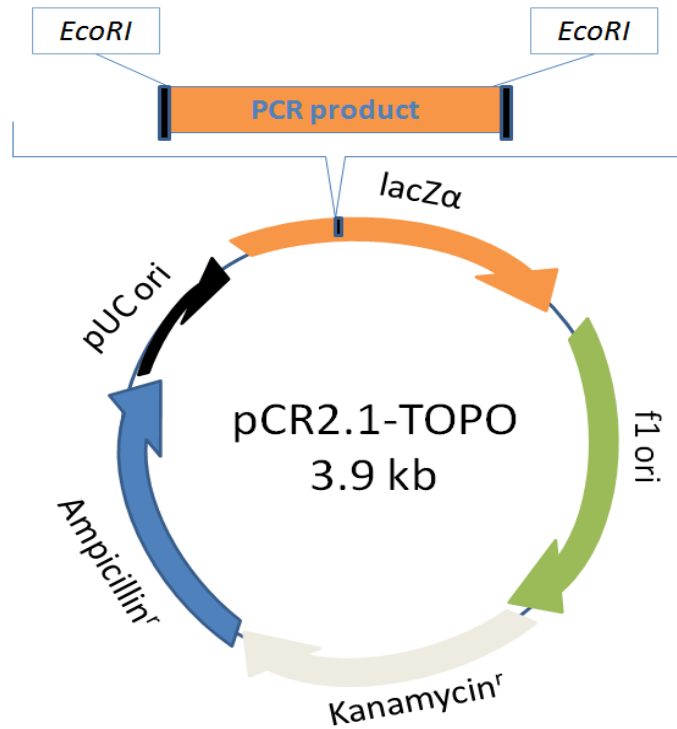 EcoRI
EcoRI
PCR product
lacZα
pUC ori
pCR2.1-TOPO
3.9 kb
f1 ori
Ampicillinʳ
Kanamycinʳ